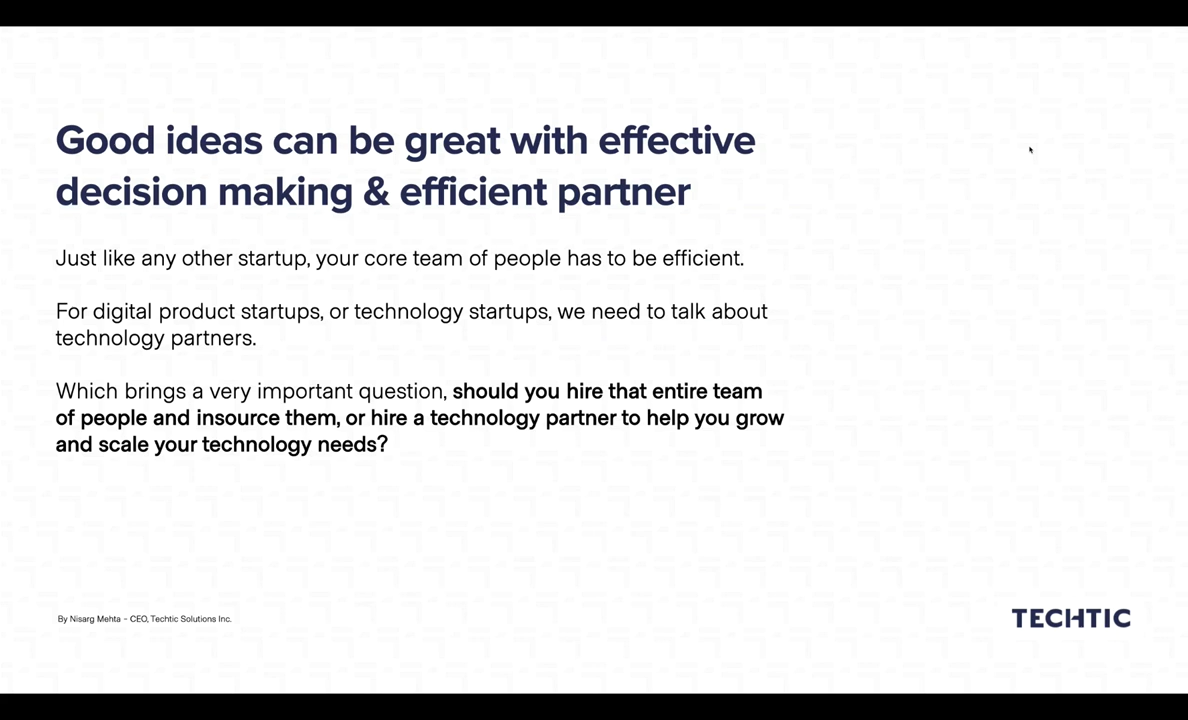 Good ideas can be great with effective
decision making & efficient partner
Just like any other startup, your core team of people has to be efficient.
For digital product startups, or technology startups, we need to talk about
technology partners.
Which brings a very important question, should you hire that entire team
of people and insource them, or hire a technology partner to help you grow
and scale your technology needs?
By Nisarg Mehta - CEO, Techtic Solutions Inc.
TECHTIC